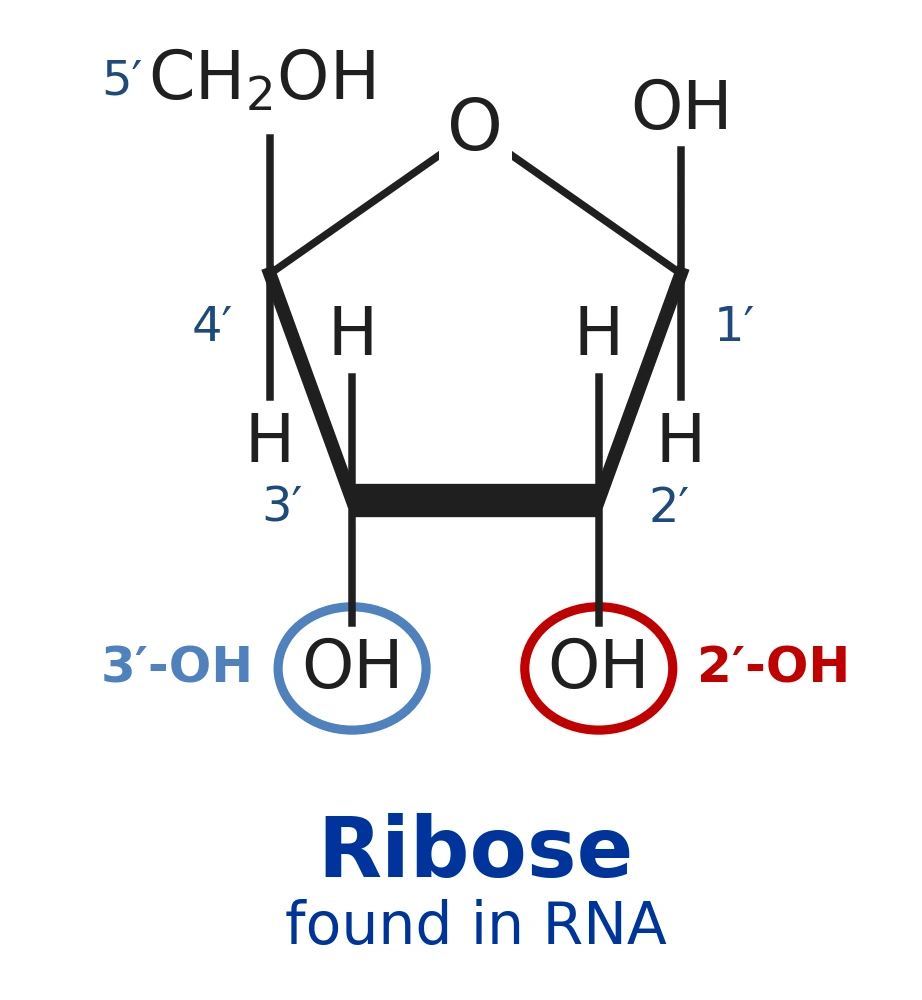 5′ CH₂OH
O
OH
4′
H
H
1′
H
H
3′
2′
3′-OH
OH
OH
2′-OH
Ribose
found in RNA